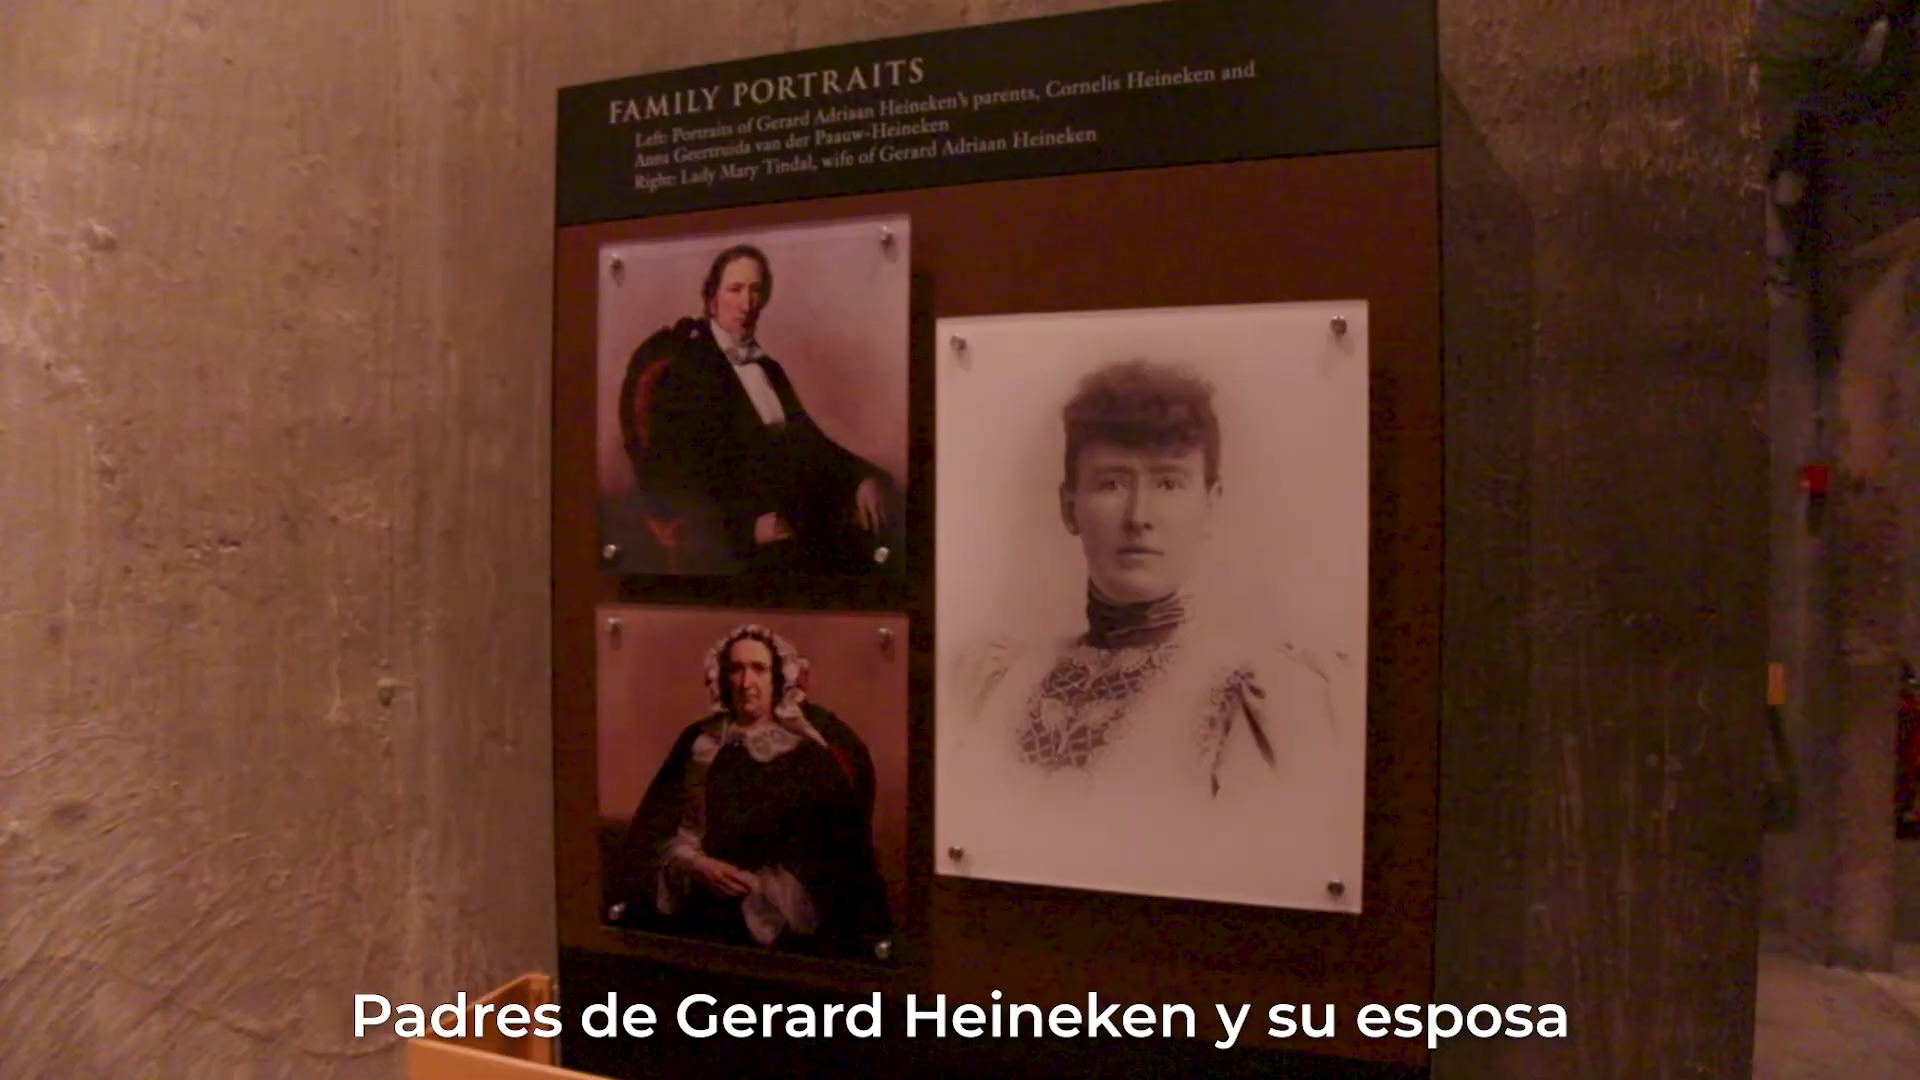 FAMILY PORTRAITS
Left: Portraits of Gerard Adriaan Heineken's parents, Cornelis Heineken and
Anna Geertruida van der Paauw-Heineken
Right: Lady Mary Tindal, wife of Gerard Adriaan Heineken
Padres de Gerard Heineken y su esposa